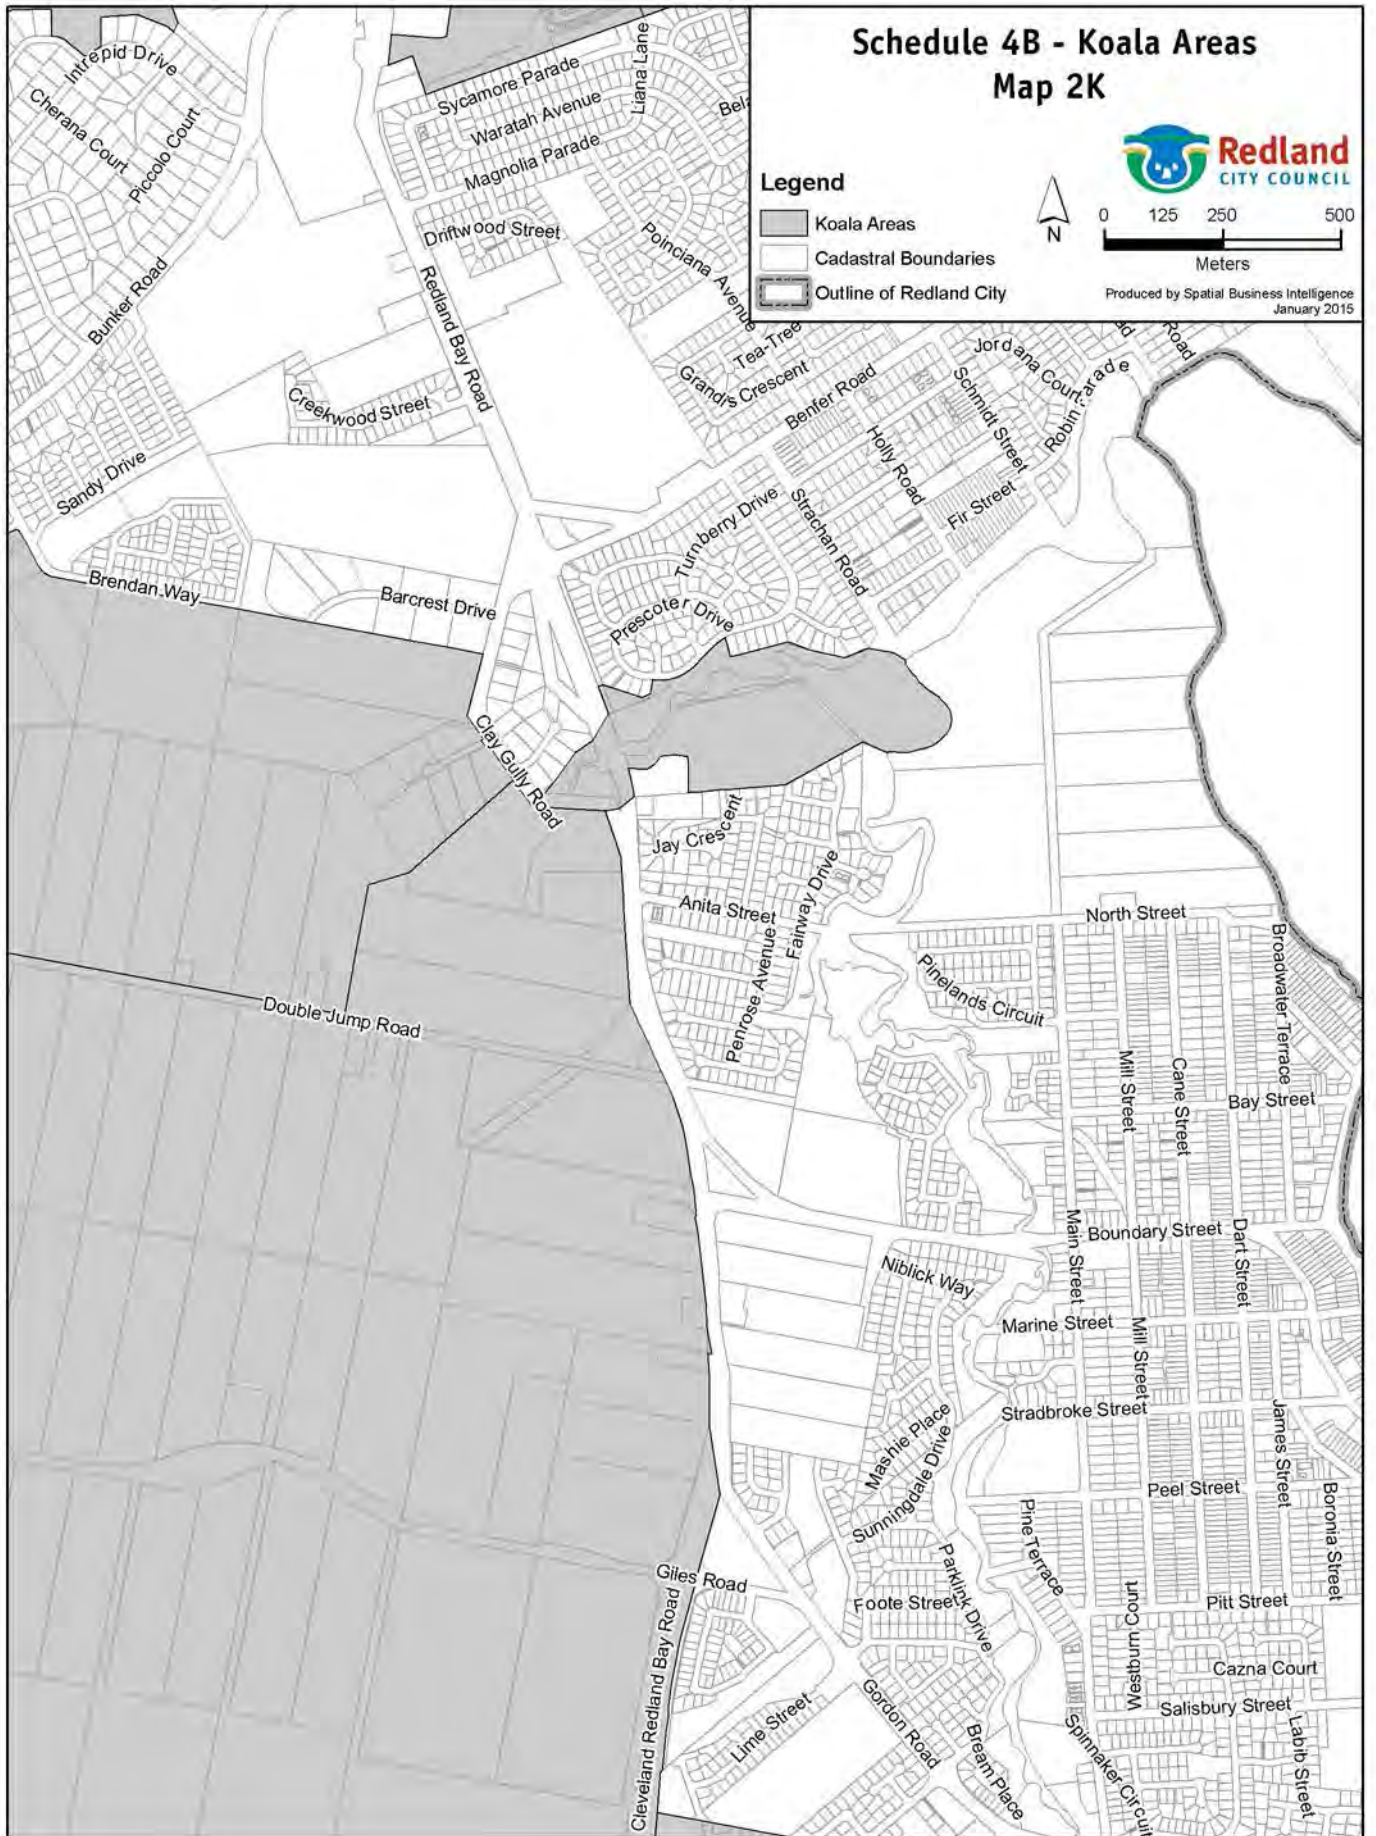 Schedule 4B - Koala Areas
Map 2K
Redland
CITY COUNCIL
Legend
Koala Areas
Cadastral Boundaries
Outline of Redland City
N
0 125 250 500
Meters
Produced by Spatial Business Intelligence
January 2015
Intrepid Drive
Cherana Court
Piccolo Court
Sycamore Parade
Liana Lane
Waratah Avenue
Magnolia Parade
Driftwood Street
Poinciana Avenue
Bunker Road
Redland Bay Road
Tea-Tree
Grandis Crescent
Benfer Road
Jordana Court
Road
Schmidt Street
Creekwood Street
Holly Road
Sandy Drive
Fir Street
Turnberry Drive
Strachan Road
Brendan Way
Barcrest Drive
Prescoter Drive
Clay Gully Road
Jay Crescent
Fairway Drive
Anita Street
North Street
Penrose Avenue
Pinelands Circuit
Broadwater Terrace
Double Jump Road
Mill Street
Cane Street
Bay Street
Main Street
Boundary Street
Dart Street
Niblick Way
Marine Street
Mill Street
Stradbroke Street
Mashie Place
Sunningdale Drive
James Street
Peel Street
Boronia Street
Pine Terrace
Giles Road
Foote Street
Parklink Drive
Westburn Court
Pitt Street
Cazna Court
Salisbury Street
Cleveland Redland Bay Road
Lime Street
Gordon Road
Bream Place
Spinnaker Circuit
Labib Street